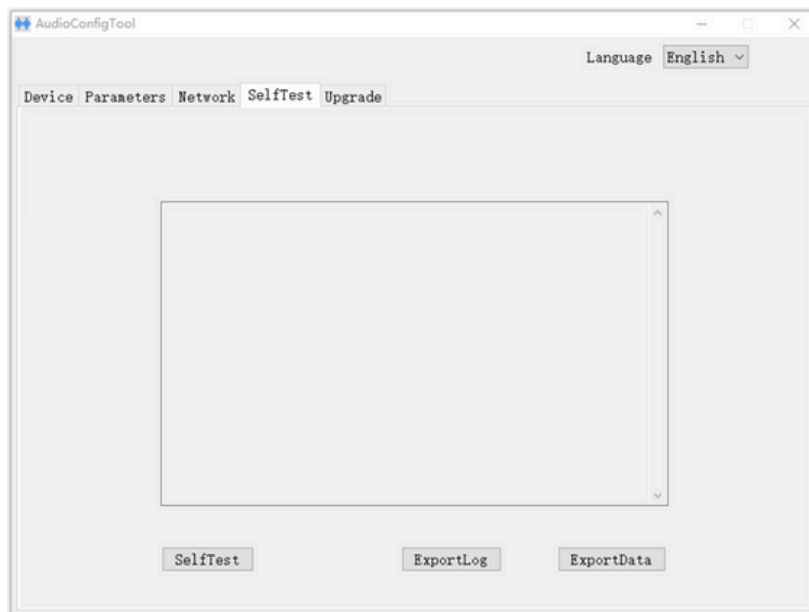 AudioConfigTool
Language English
Device Parameters Network SelfTest Upgrade
SelfTest ExportLog ExportData